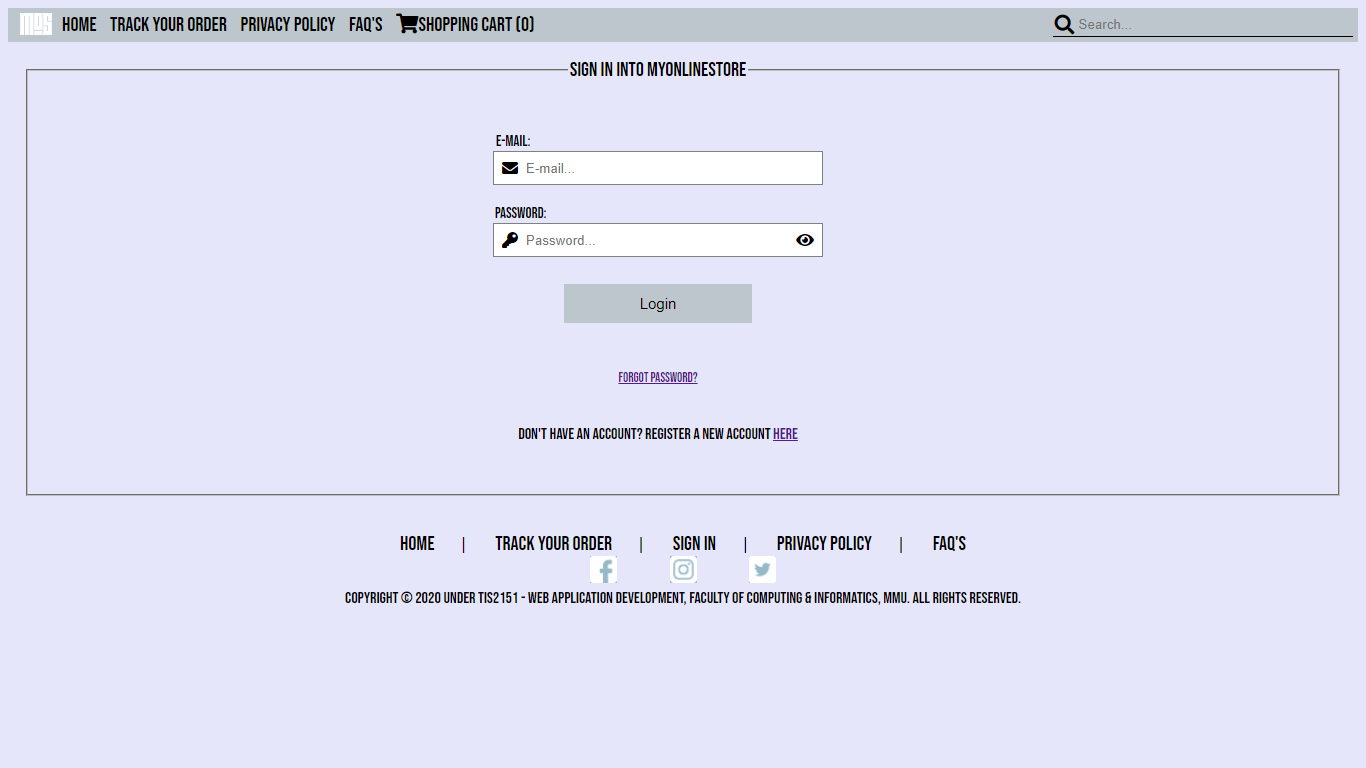 MOS HOME TRACK YOUR ORDER PRIVACY POLICY FAQ'S SHOPPING CART (0) Search...
SIGN IN INTO MYONLINESTORE
E-MAIL:
E-mail...
PASSWORD:
Password...
Login
FORGOT PASSWORD?
DON'T HAVE AN ACCOUNT? REGISTER A NEW ACCOUNT HERE
HOME | TRACK YOUR ORDER | SIGN IN | PRIVACY POLICY | FAQ'S
COPYRIGHT © 2020 UNDER TIS2151 - WEB APPLICATION DEVELOPMENT, FACULTY OF COMPUTING & INFORMATICS, MMU. ALL RIGHTS RESERVED.